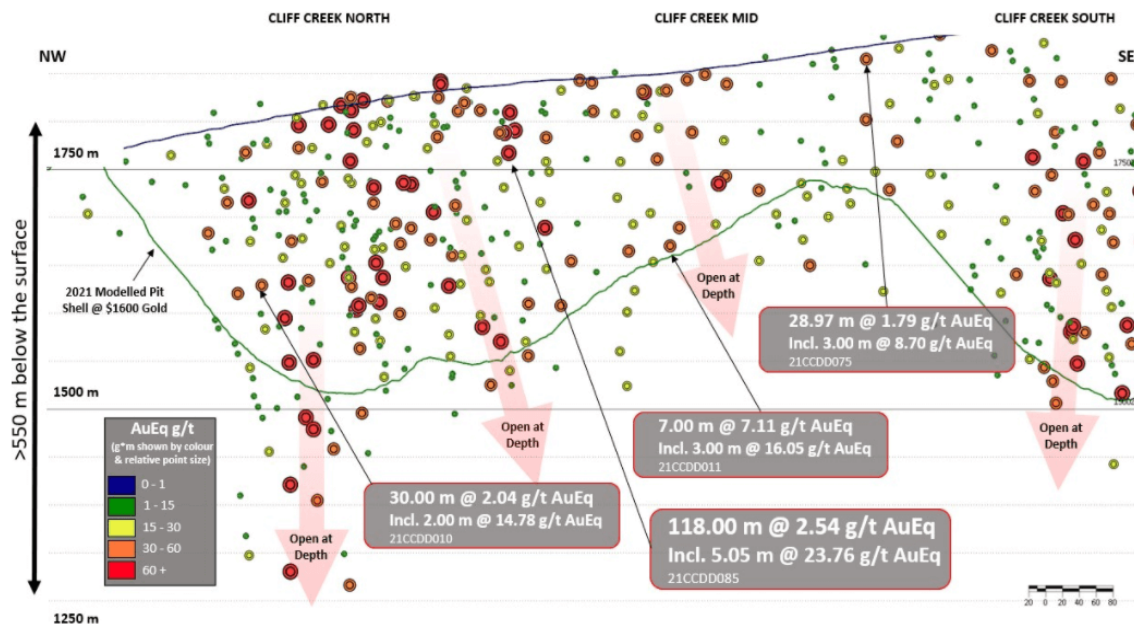 CLIFF CREEK NORTH
CLIFF CREEK MID
CLIFF CREEK SOUTH
NW
SE
>550 m below the surface
1750 m
1750
2021 Modelled Pit
Shell @ $1600 Gold
Open at
Depth
28.97 m @ 1.79 g/t AuEq
Incl. 3.00 m @ 8.70 g/t AuEq
21CCDD075
1500 m
AuEq g/t
(g*m shown by colour
& relative point size)
0 - 1
1 - 15
15 - 30
30 - 60
60 +
Open at
Depth
7.00 m @ 7.11 g/t AuEq
Incl. 3.00 m @ 16.05 g/t AuEq
21CCDD011
Open at
Depth
30.00 m @ 2.04 g/t AuEq
Incl. 2.00 m @ 14.78 g/t AuEq
21CCDD010
118.00 m @ 2.54 g/t AuEq
Incl. 5.05 m @ 23.76 g/t AuEq
21CCDD085
Open at
Depth
20 0 20 40 60 80
1250 m